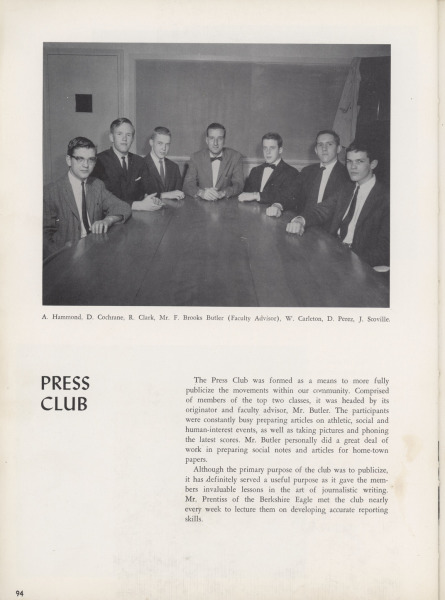 A. Hammond, D. Cochrane, R. Clark, Mr. F. Brooks Butler (Faculty Advisor), W. Carleton, D. Perez, J. Scoville.
PRESS
CLUB
The Press Club was formed as a means to more fully
publicize the movements within our community. Comprised
of members of the top two classes, it was headed by its
originator and faculty advisor, Mr. Butler. The participants
were constantly busy preparing articles on athletic, social and
human-interest events, as well as taking pictures and phoning
the latest scores. Mr. Butler personally did a great deal of
work in preparing social notes and articles for home-town
papers.
Although the primary purpose of the club was to publicize,
it has definitely served a useful purpose as it gave the mem-
bers invaluable lessons in the art of journalistic writing.
Mr. Prentiss of the Berkshire Eagle met the club nearly
every week to lecture them on developing accurate reporting
skills.
94